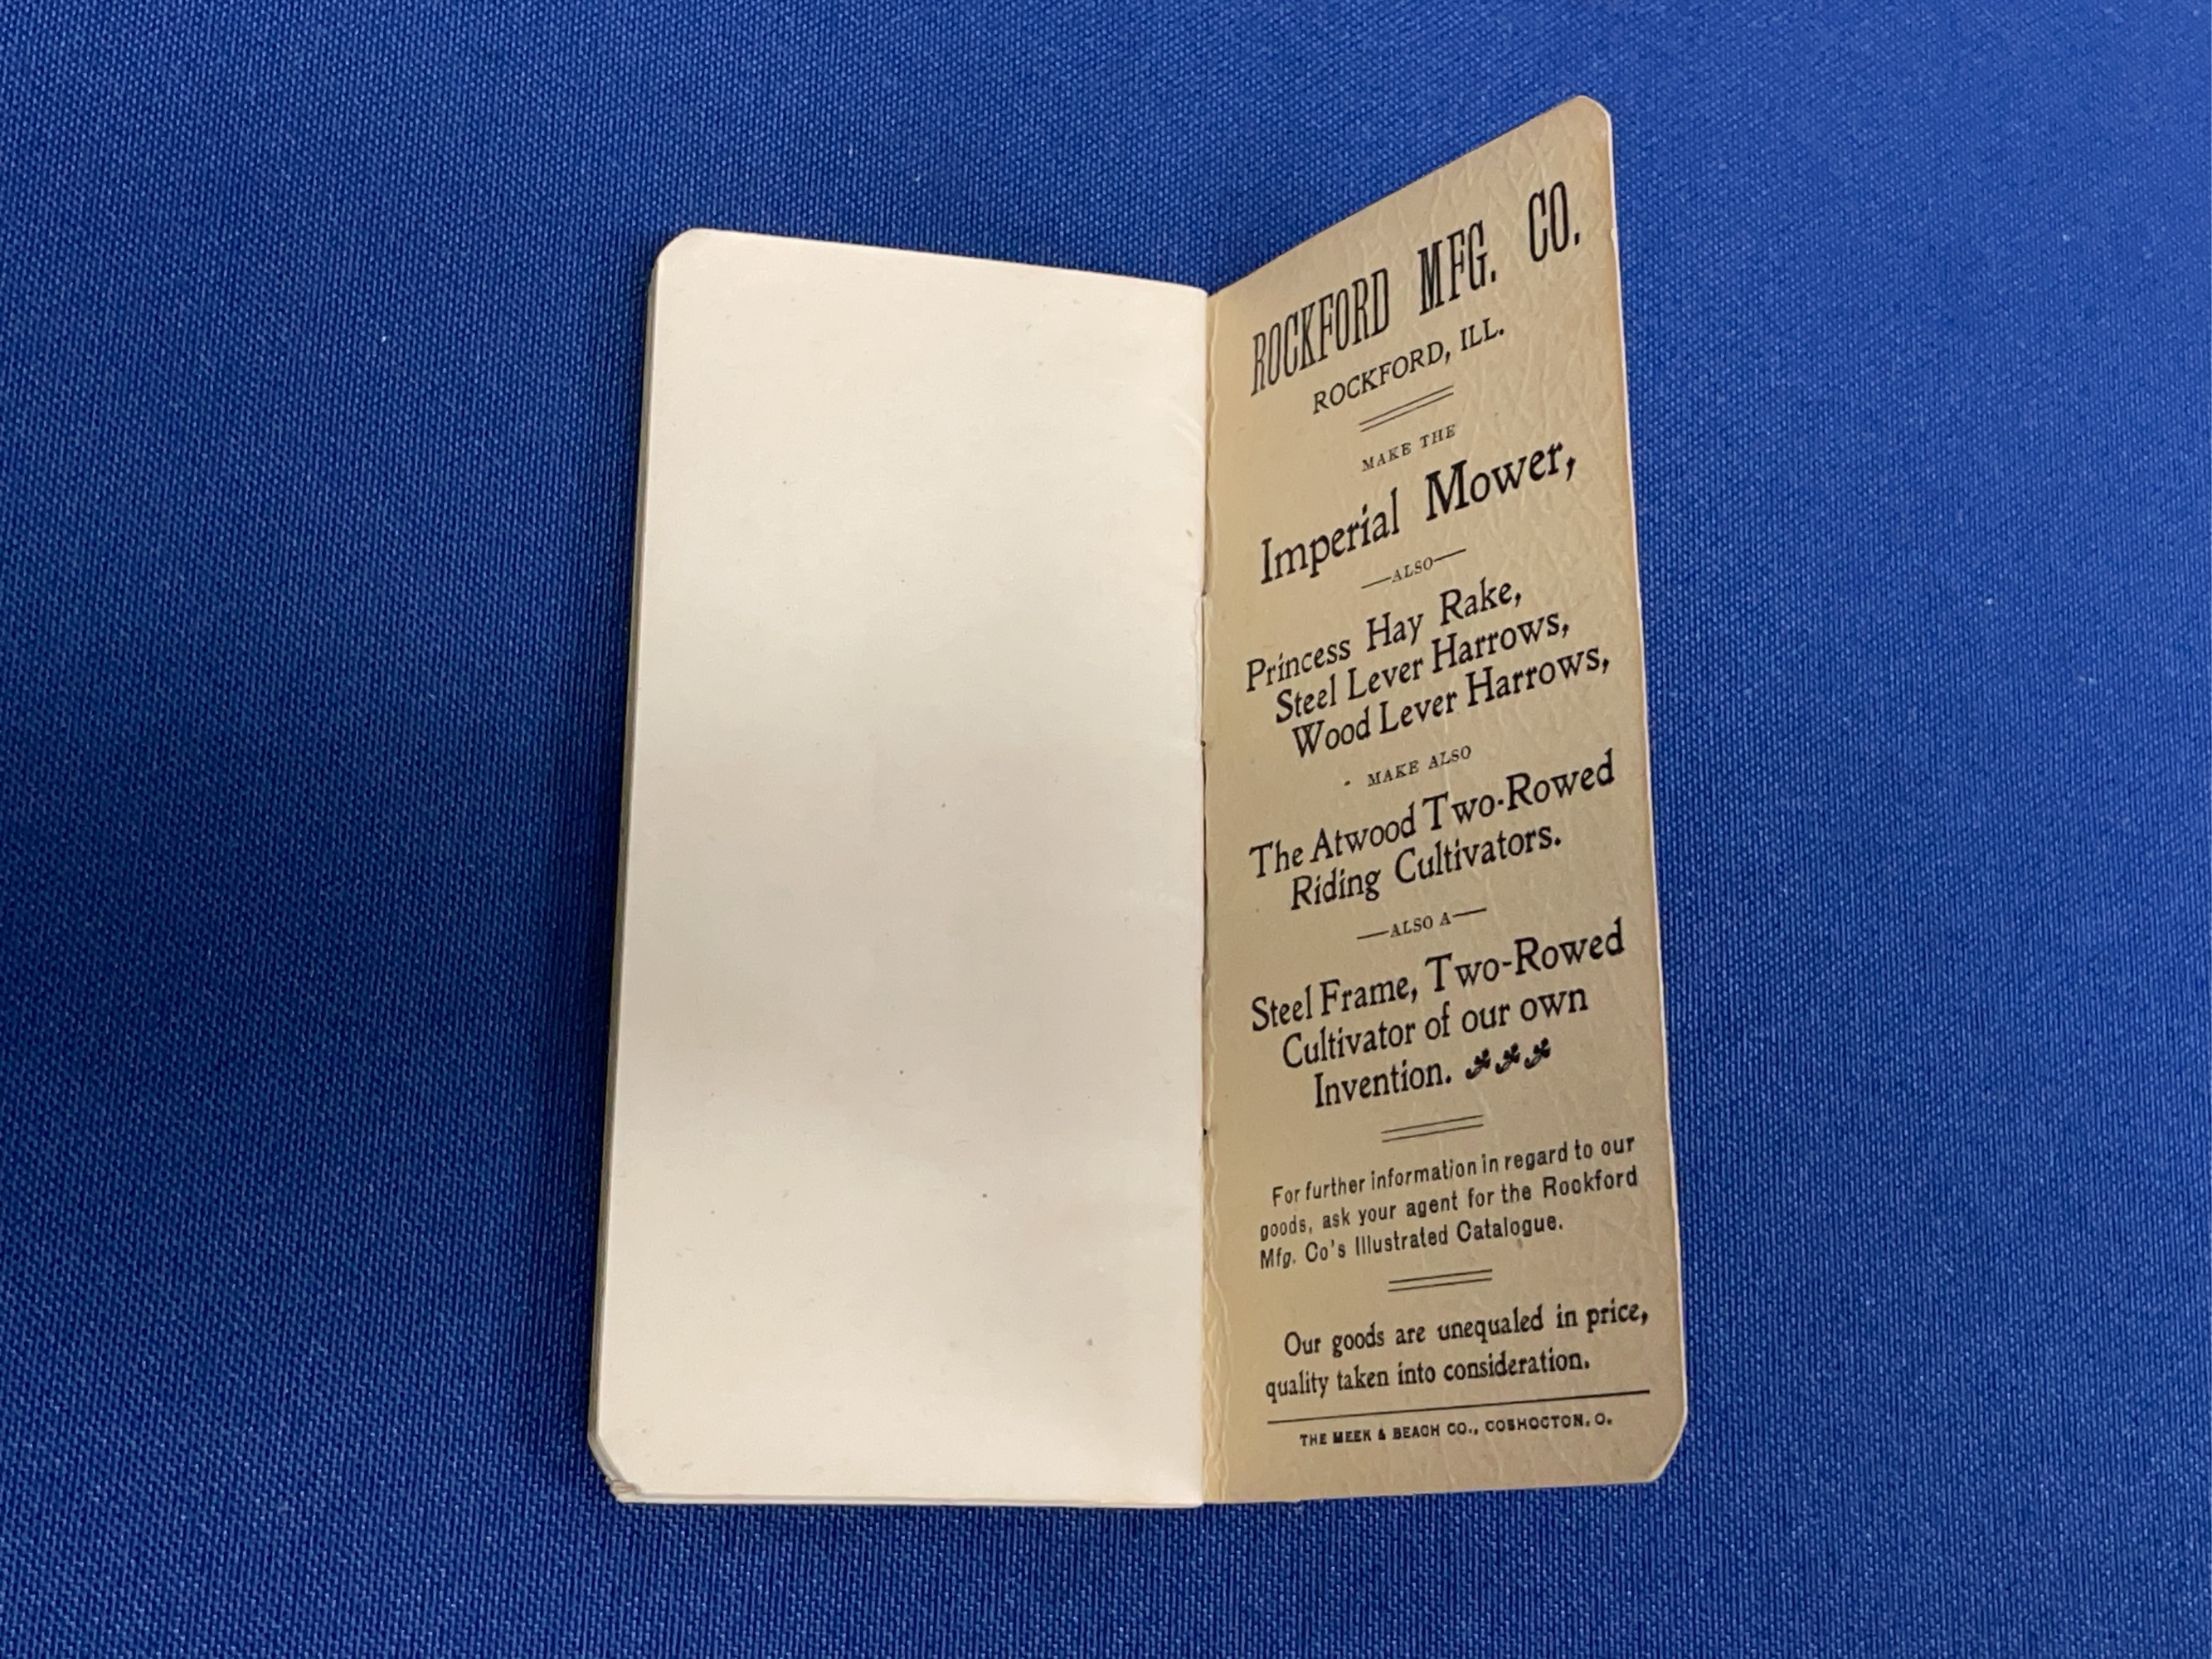 ROCKFORD MFG. CO.
ROCKFORD, ILL.
MAKE THE
Imperial Mower,
—ALSO—
Princess Hay Rake,
Steel Lever Harrows,
Wood Lever Harrows,
- MAKE ALSO
The Atwood Two-Rowed
Riding Cultivators.
—ALSO A—
Steel Frame, Two-Rowed
Cultivator of our own
Invention.
For further information in regard to our
goods, ask your agent for the Rockford
Mfg. Co's Illustrated Catalogue.
Our goods are unequaled in price,
quality taken into consideration.
THE MEEK & BEACH CO., COSHOCTON, O.